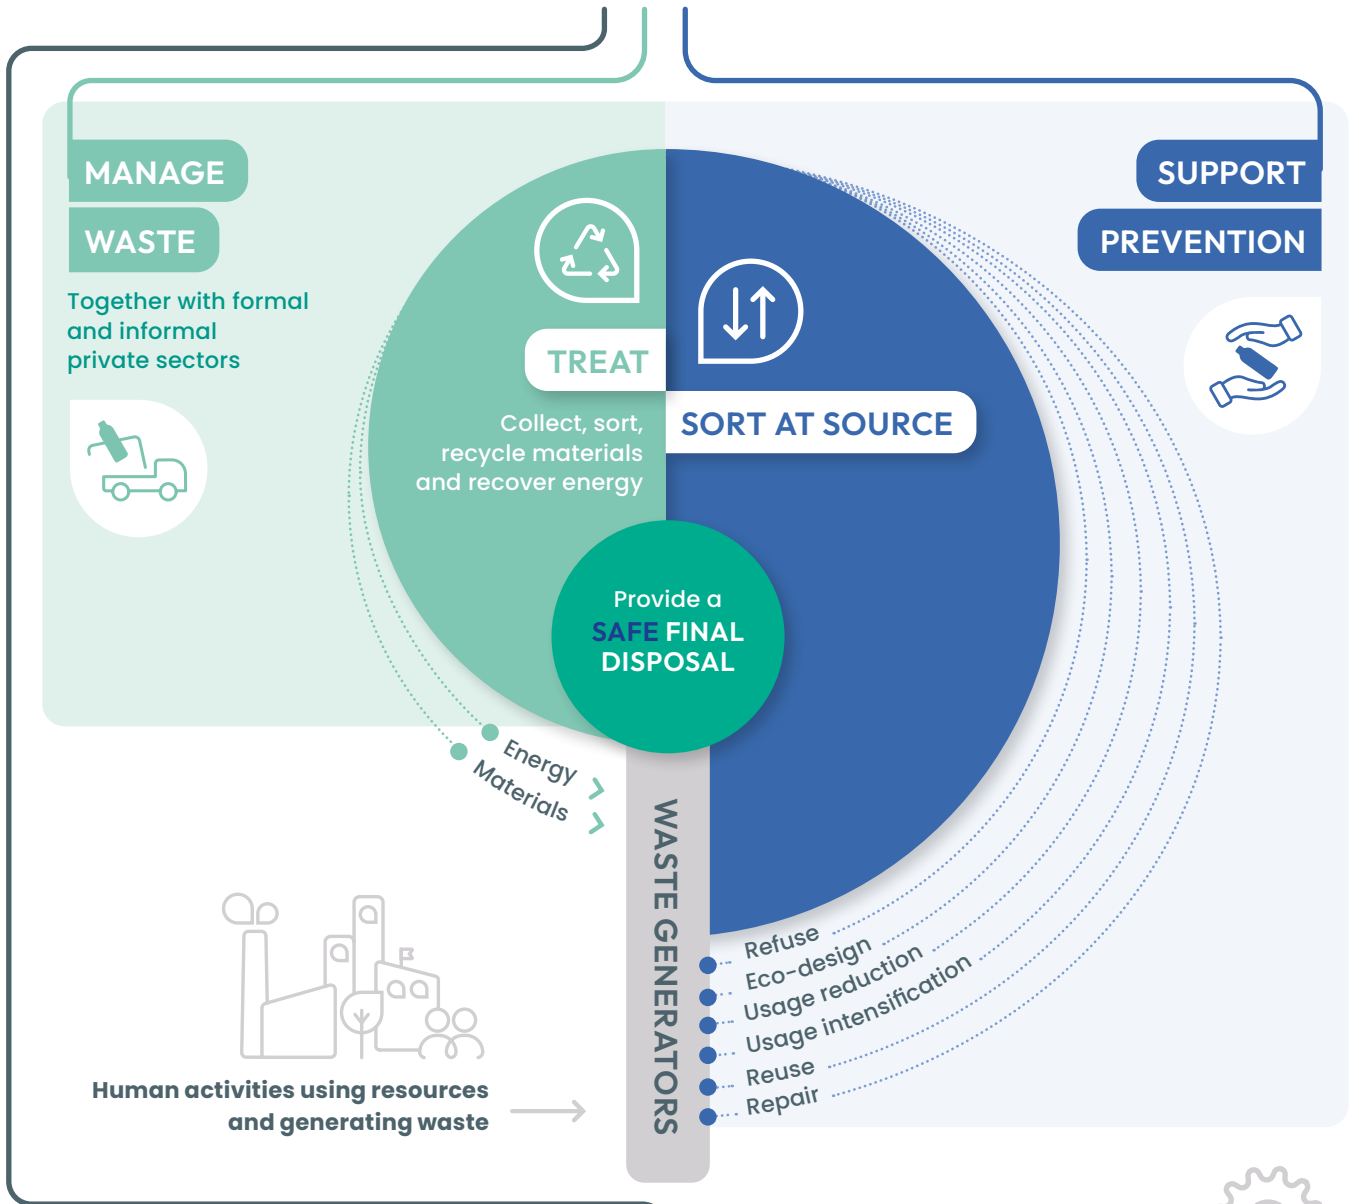 MANAGE
WASTE
Together with formal
and informal
private sectors
SUPPORT
PREVENTION
TREAT
Collect, sort,
recycle materials
and recover energy
SORT AT SOURCE
Provide a
SAFE FINAL
DISPOSAL
Energy
Materials
WASTE GENERATORS
Refuse
Eco-design
Usage reduction
Usage intensification
Reuse
Repair
Human activities using resources
and generating waste